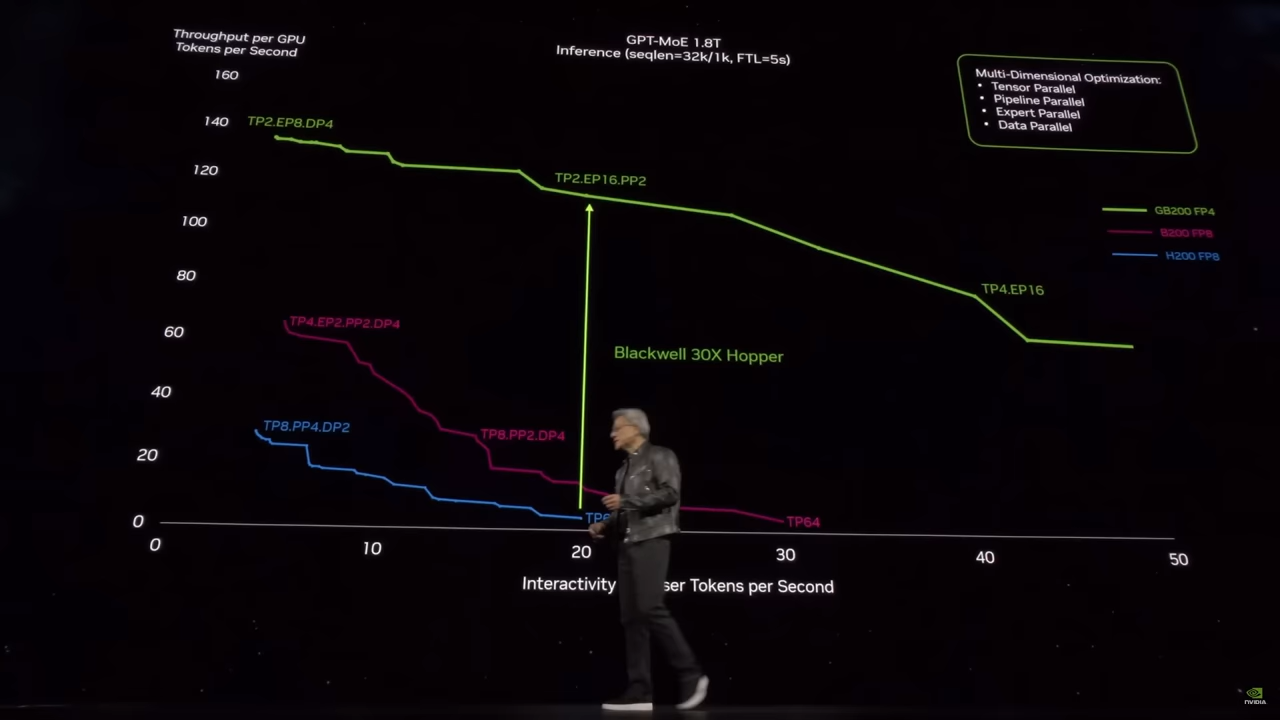 Throughput per GPU
Tokens per Second
GPT-MoE 1.8T
Inference (seqlen=32k/1k, FTL=5s)
Multi-Dimensional Optimization:
• Tensor Parallel
• Pipeline Parallel
• Expert Parallel
• Data Parallel
160
140
120
100
80
60
40
20
0
TP2.EP8.DP4
TP2.EP16.PP2
TP4.EP16
GB200 FP4
B200 FP8
H200 FP8
TP4.EP2.PP2.DP4
Blackwell 30X Hopper
TP8.PP4.DP2
TP8.PP2.DP4
TP64
0
10
20
30
40
50
Interactivity Tokens per Second
NVIDIA